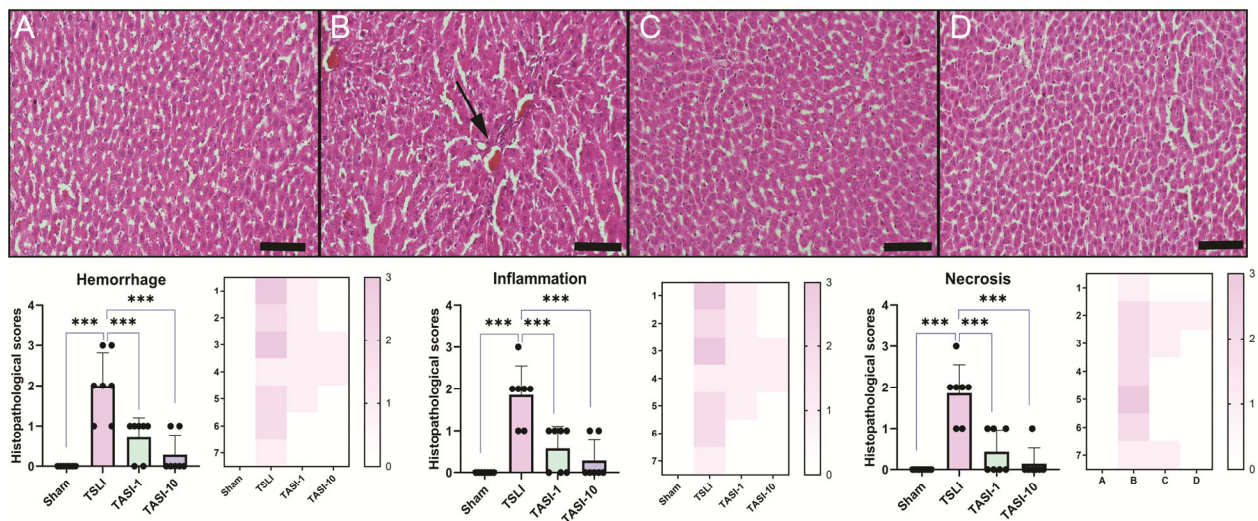 A
B
C
D
Hemorrhage
Histopathological scores
4
3
2
1
0
***
***
***
Sham
TSLI
TASI-1
TASI-10
1
2
3
4
5
6
7
Sham
TSLI
TASI-1
TASI-10
3
2
1
0
Inflammation
Histopathological scores
4
3
2
1
0
***
***
***
Sham
TSLI
TASI-1
TASI-10
1
2
3
4
5
6
7
Sham
TSLI
TASI-1
TASI-10
3
2
1
0
Necrosis
Histopathological scores
4
3
2
1
0
***
***
***
Sham
TSLI
TASI-1
TASI-10
1
2
3
4
5
6
7
A
B
C
D
3
2
1
0